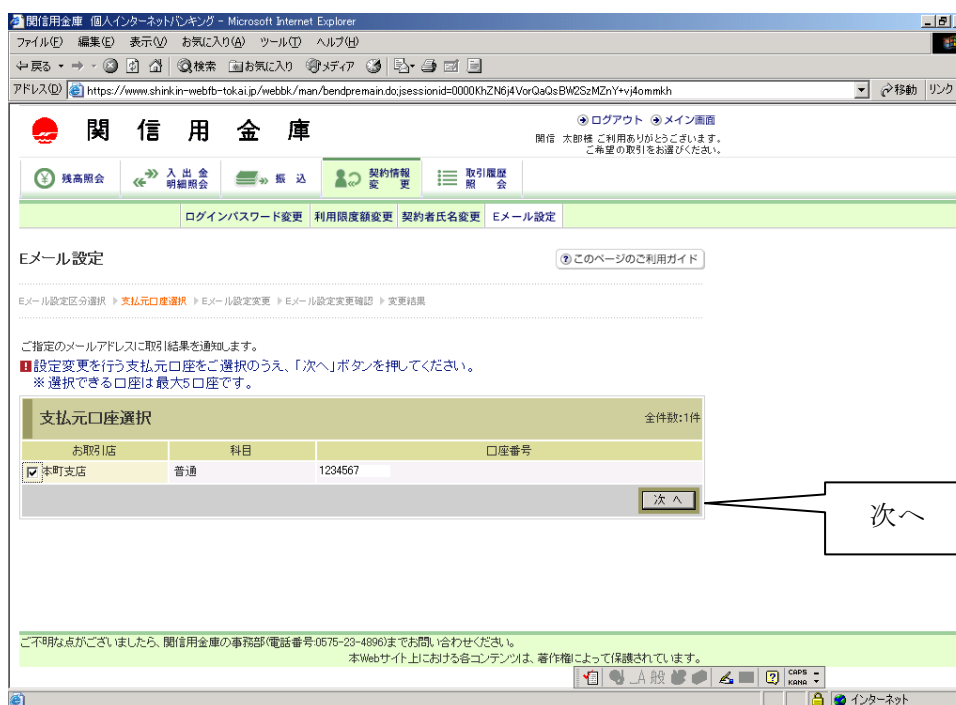 関信用金庫 個人インターネットバンキング - Microsoft Internet Explorer
ファイル(F) 編集(E) 表示(V) お気に入り(A) ツール(T) ヘルプ(H)
戻る 検索 お気に入り メディア
アドレス(D) https://www.shinkin-webfb-tokai.jp/webbk/man/bendpremain.do;jsessionid=0000KhZN6j4VorQaQsBW2SzMZnY+vj4ommkh 移動 リンク
関 信 用 金 庫
ログアウト メイン画面
関信 太郎様 ご利用ありがとうございます。
ご希望の取引をお選びください。
残高照会 入出金明細照会 振込 契約情報変更 取引履歴照会
ログインパスワード変更 利用限度額変更 契約者氏名変更 Eメール設定
Eメール設定 ?このページのご利用ガイド
Eメール設定区分選択 支払元口座選択 Eメール設定変更 Eメール設定変更確認 変更結果
ご指定のメールアドレスに取引結果を通知します。
設定変更を行う支払元口座をご選択のうえ、「次へ」ボタンを押してください。
※選択できる口座は最大5口座です。
支払元口座選択 全件数:1件
お取引店 科目 口座番号
本町支店 普通 1234567
次 へ
次へ
ご不明な点がございましたら、関信用金庫の事務部(電話番号:0575-23-4896)までお問い合わせください。
本Webサイト上における各コンテンツは、著作権によって保護されています。
_A 般 CAPS KANA
インターネット